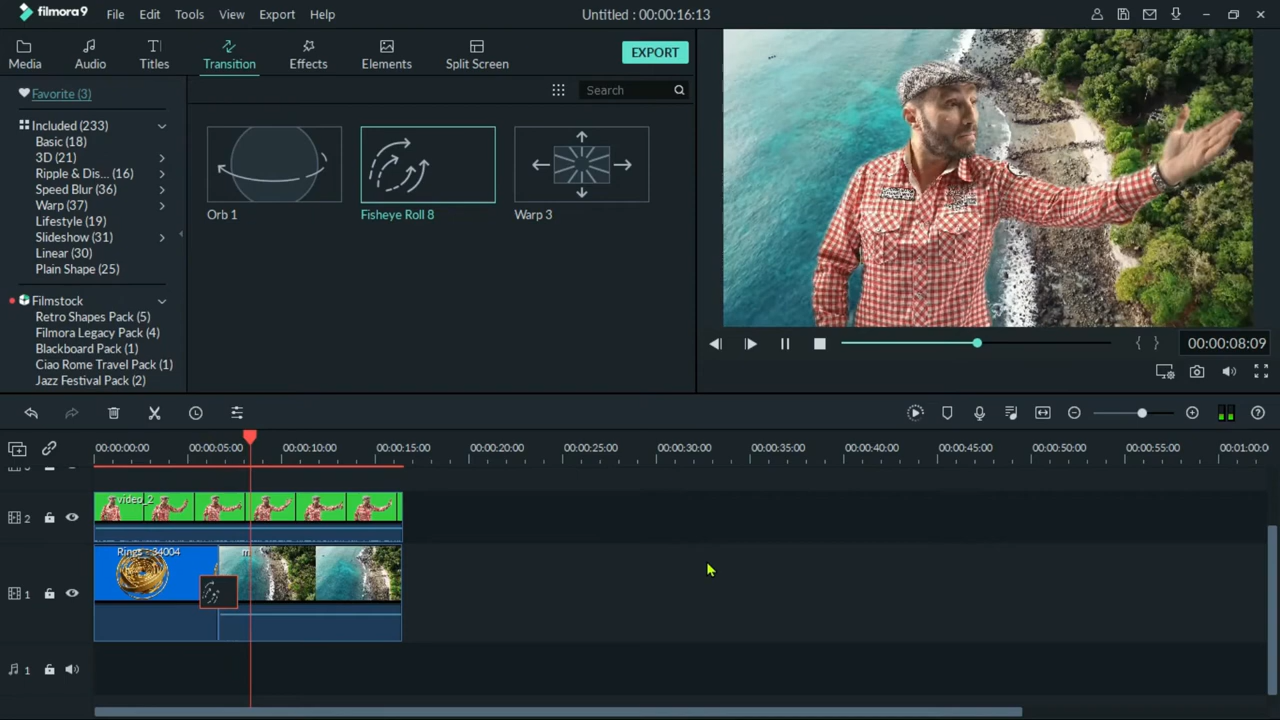 filmora9
File Edit Tools View Export Help
Untitled : 00:00:16:13
Media Audio Titles Transition Effects Elements Split Screen
EXPORT
Favorite (3)
Search
Included (233)
Basic (18)
3D (21)
Ripple & Dis... (16)
Speed Blur (36)
Warp (37)
Lifestyle (19)
Slideshow (31)
Linear (30)
Plain Shape (25)
Filmstock
Retro Shapes Pack (5)
Filmora Legacy Pack (4)
Blackboard Pack (1)
Ciao Rome Travel Pack (1)
Jazz Festival Pack (2)
Orb 1
Fisheye Roll 8
Warp 3
00:00:08:09
00:00:00:00 00:00:05:00 00:00:10:00 00:00:15:00 00:00:20:00 00:00:25:00 00:00:30:00 00:00:35:00 00:00:40:00 00:00:45:00 00:00:50:00 00:00:55:00 00:01:00:0
video_2
2
Rings - 34004
m
1
1